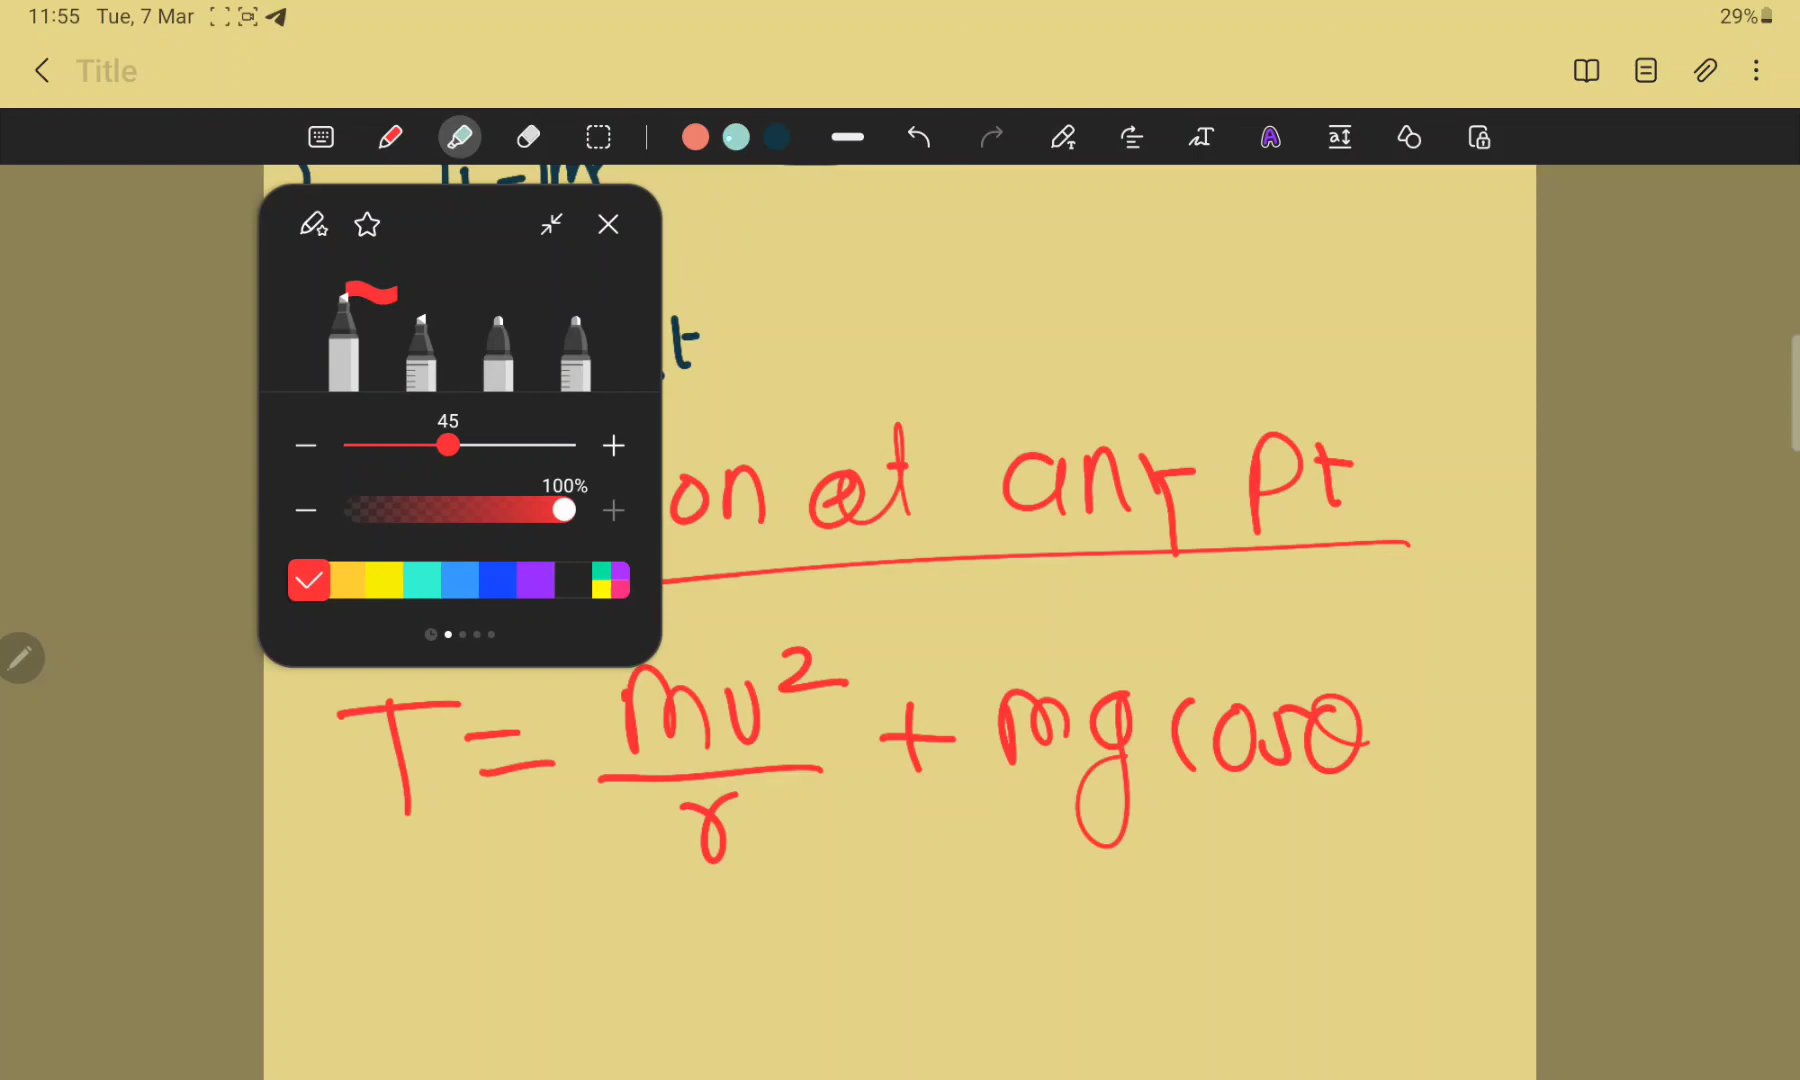 11:55 Tue, 7 Mar 29%
Title
45
t
on at any Pt
100%
T = mv²/r + mg cosθ